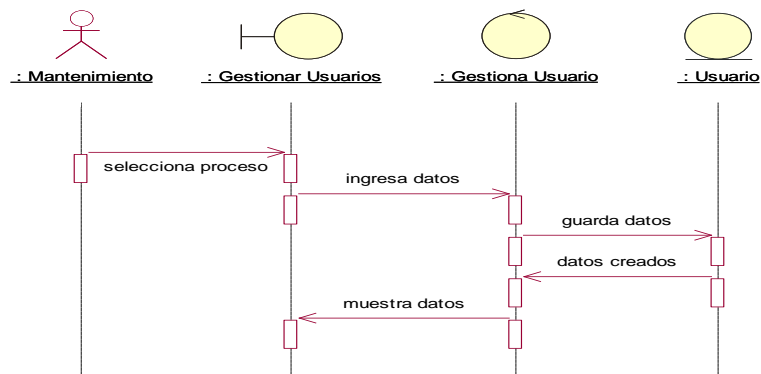 : Mantenimiento
: Gestionar Usuarios
: Gestiona Usuario
: Usuario
selecciona proceso
ingresa datos
guarda datos
datos creados
muestra datos